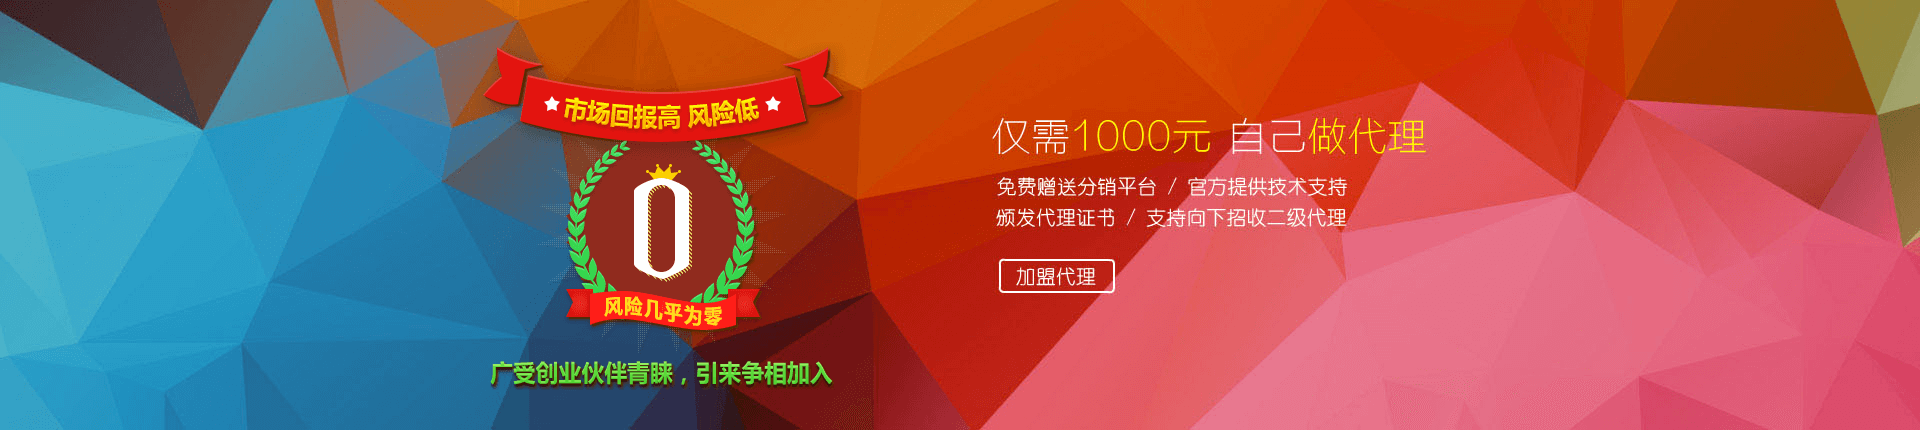 市场回报高 风险低
0
风险几乎为零
广受创业伙伴青睐，引来争相加入
仅需1000元 自己做代理
免费赠送分销平台 / 官方提供技术支持
颁发代理证书 / 支持向下招收二级代理
加盟代理